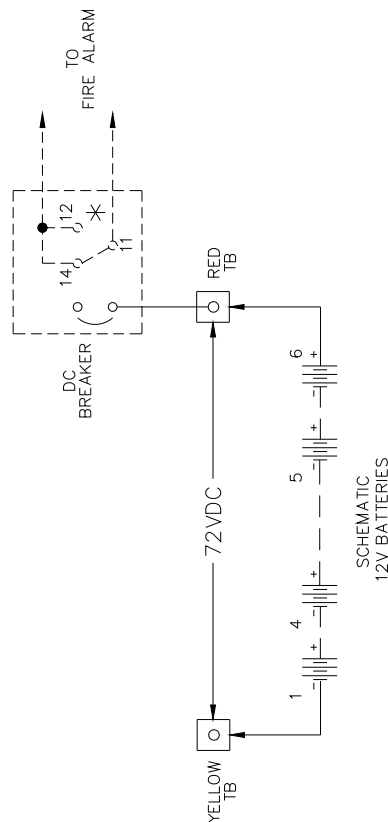 TO
FIRE ALARM
12
14
11
DC
BREAKER
RED
TB
72VDC
YELLOW
TB
- +
- +
- +
- +
1
4
5
6
SCHEMATIC
12V BATTERIES